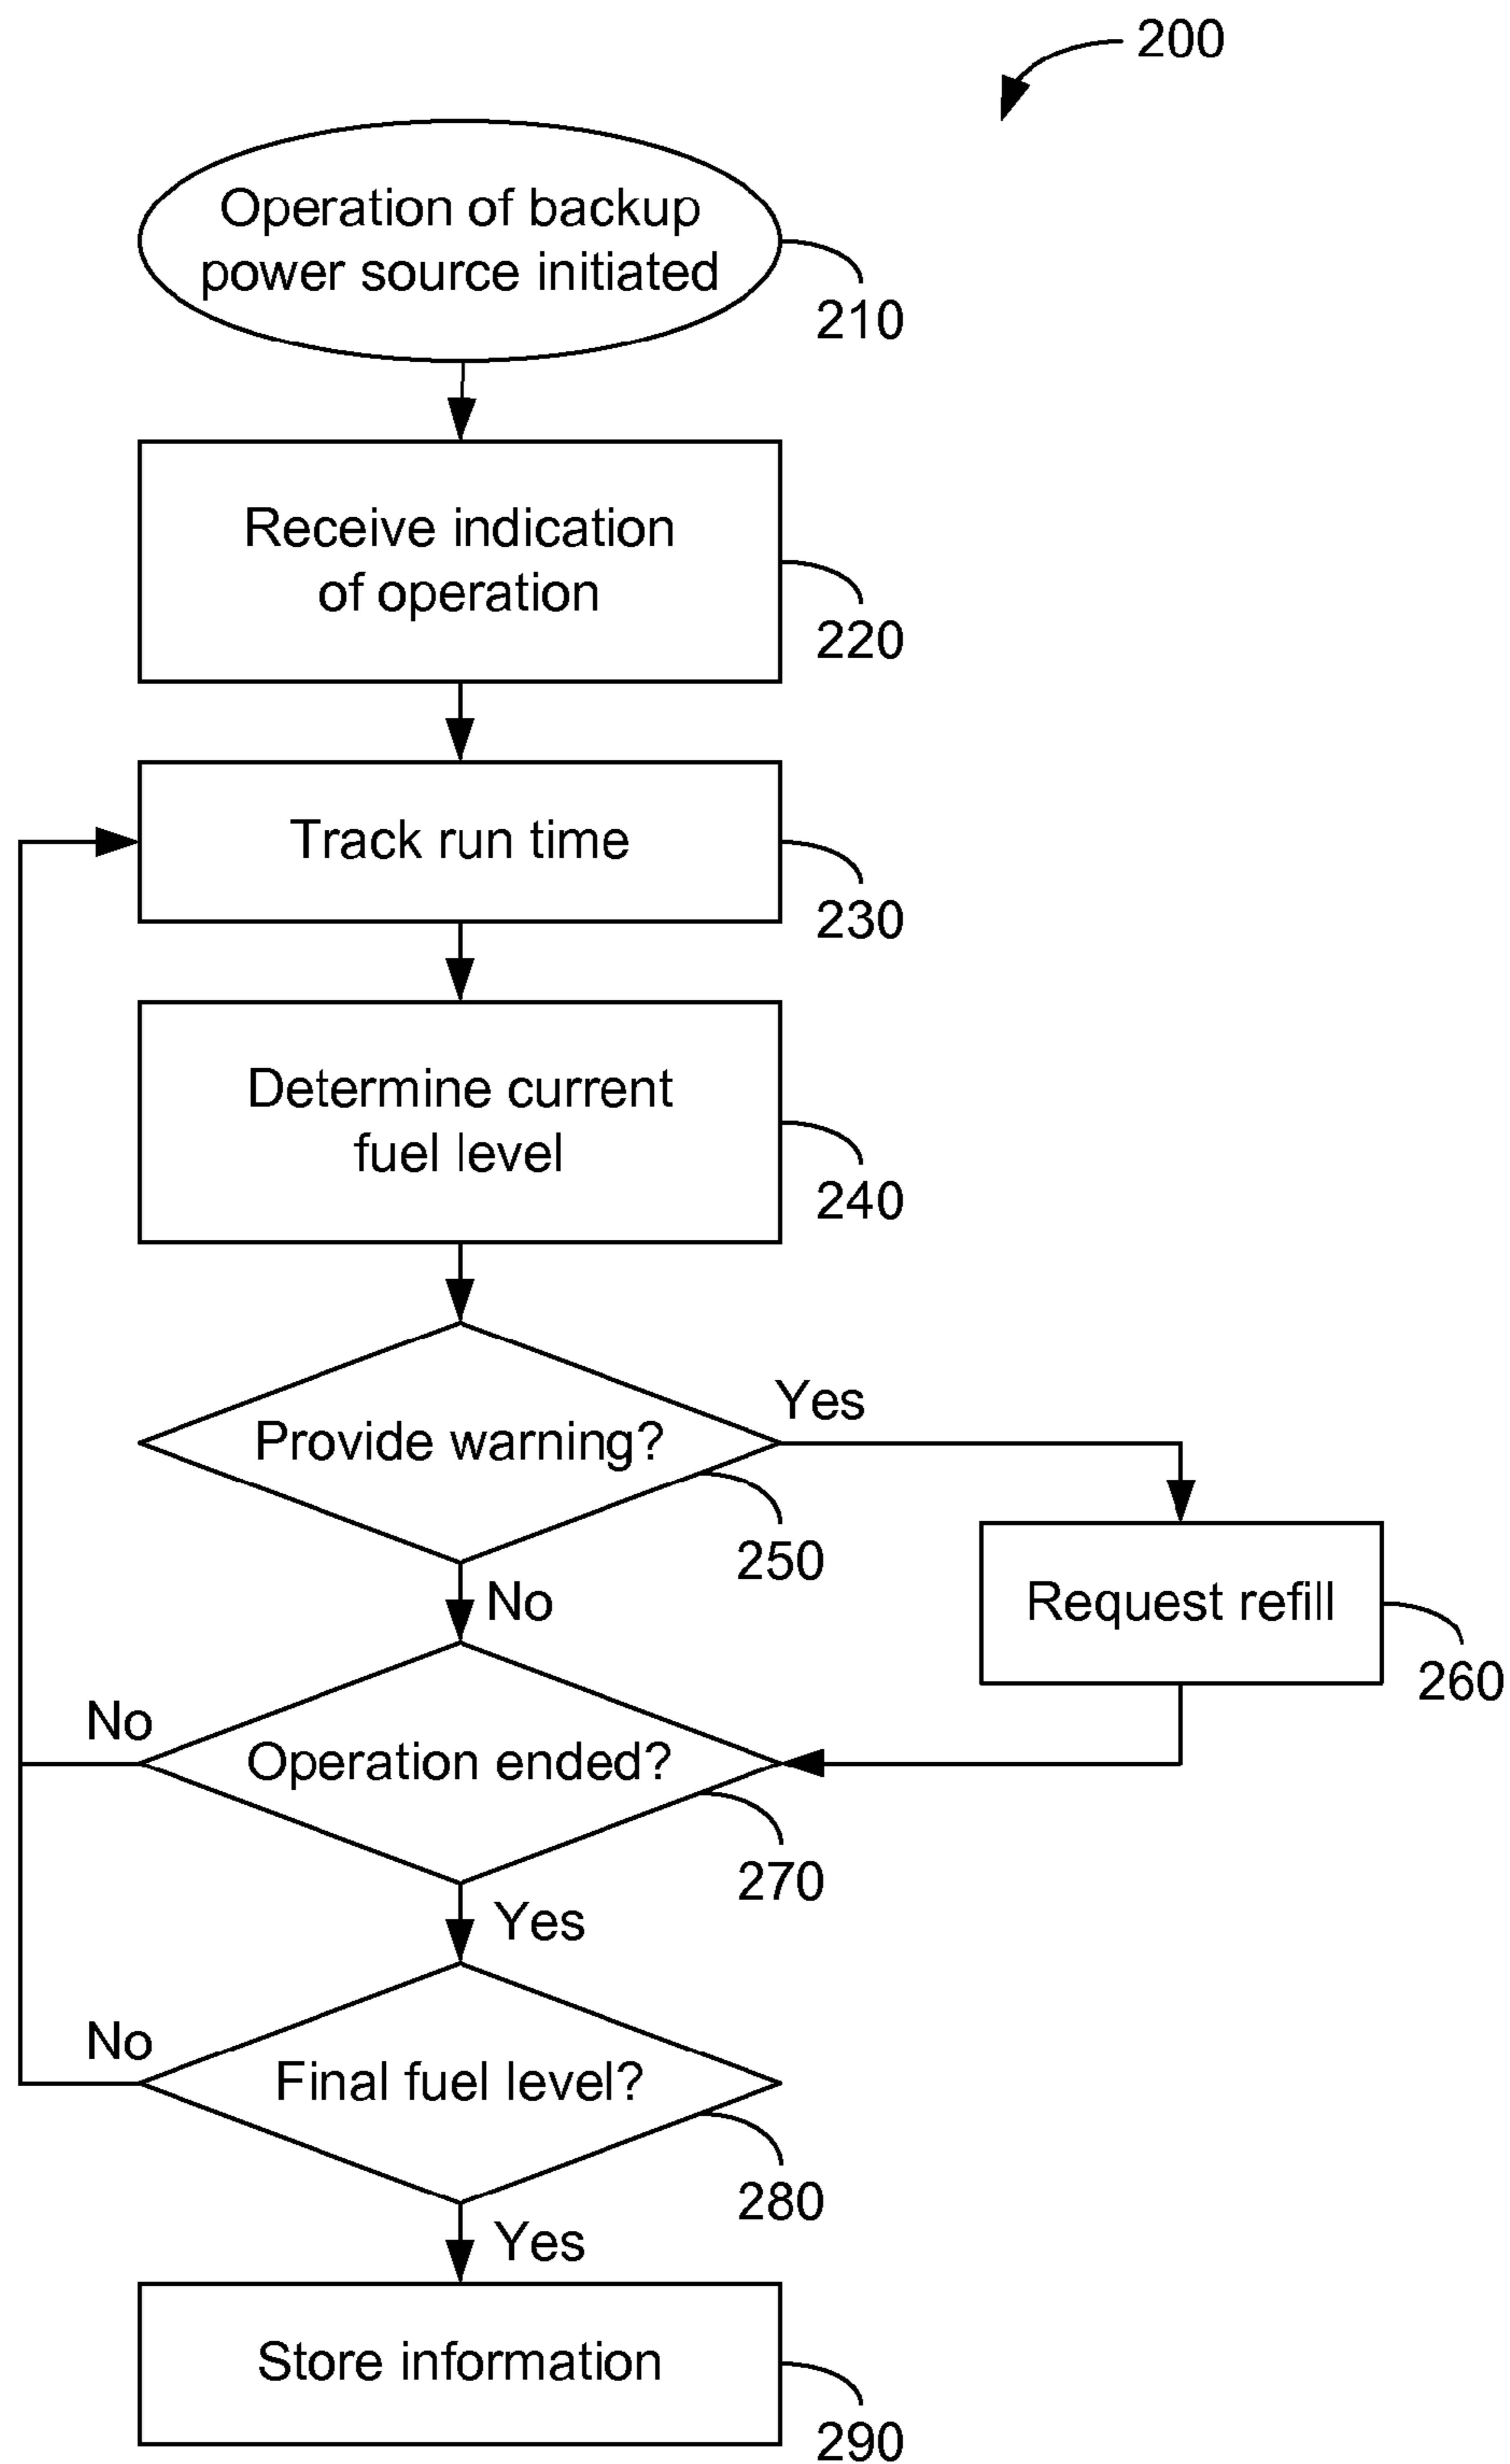 200
Operation of backup
power source initiated
210
Receive indication
of operation
220
Track run time
230
Determine current
fuel level
240
Provide warning?
Yes
250
No
Request refill
260
No
Operation ended?
270
Yes
No
Final fuel level?
280
Yes
Store information
290